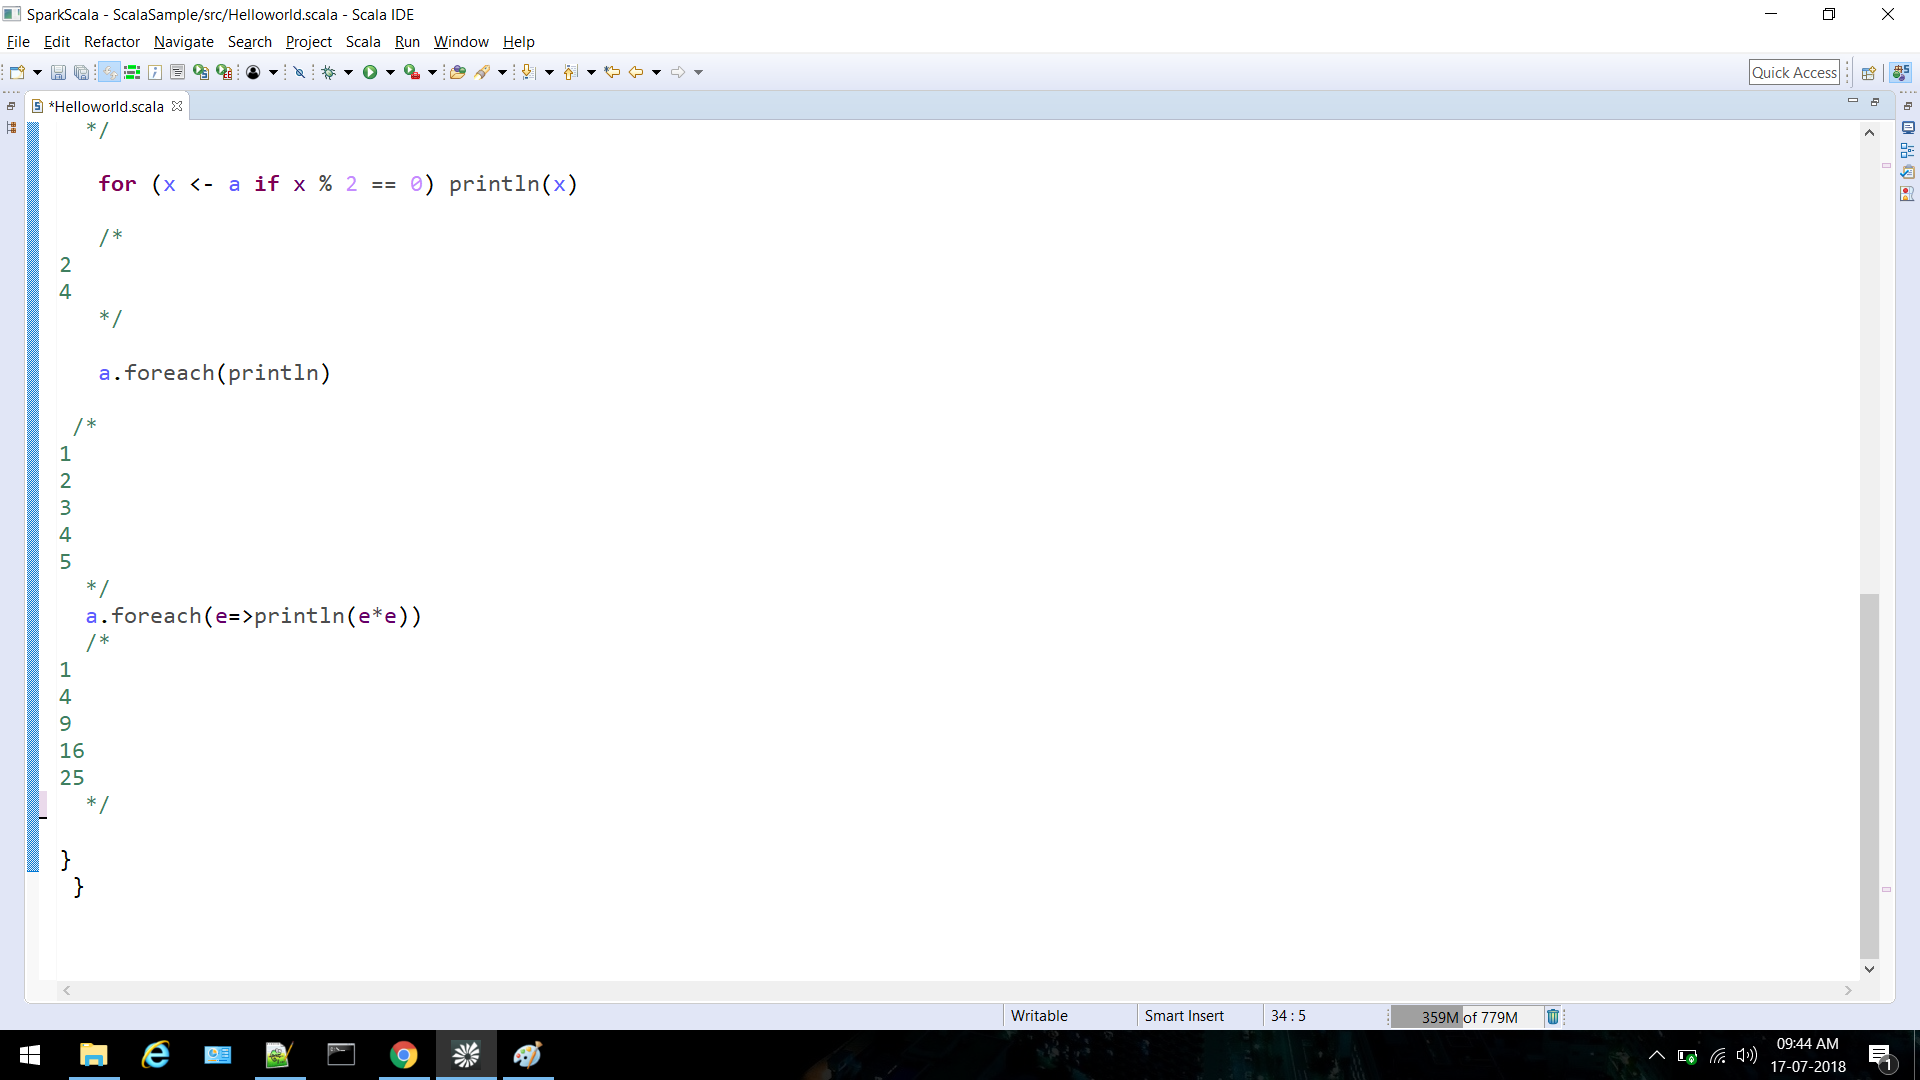 SparkScala - ScalaSample/src/Helloworld.scala - Scala IDE
File Edit Refactor Navigate Search Project Scala Run Window Help
Quick Access
*Helloworld.scala
*/
for (x <- a if x % 2 == 0) println(x)
/*
2
4
*/
a.foreach(println)
/*
1
2
3
4
5
*/
a.foreach(e=>println(e*e))
/*
1
4
9
16
25
*/
}
}
Writable Smart Insert 34 : 5 359M of 779M
09:44 AM
17-07-2018
1